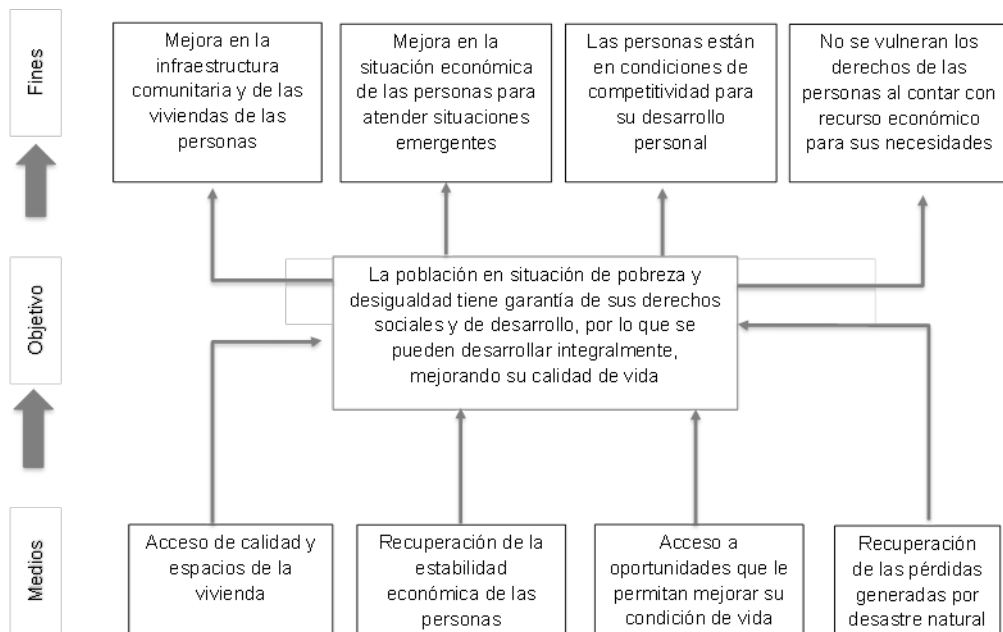 Fines
Mejora en la
infraestructura
comunitaria y de las
viviendas de las
personas
Mejora en la
situación económica
de las personas para
atender situaciones
emergentes
Las personas están
en condiciones de
competitividad para
su desarrollo
personal
No se vulneran los
derechos de las
personas al contar con
recurso económico
para sus necesidades
Objetivo
La población en situación de pobreza y
desigualdad tiene garantía de sus derechos
sociales y de desarrollo, por lo que se
pueden desarrollar integralmente,
mejorando su calidad de vida
Medios
Acceso de calidad y
espacios de la
vivienda
Recuperación de la
estabilidad
económica de las
personas
Acceso a
oportunidades que le
permitan mejorar su
condición de vida
Recuperación
de las pérdidas
generadas por
desastre natural